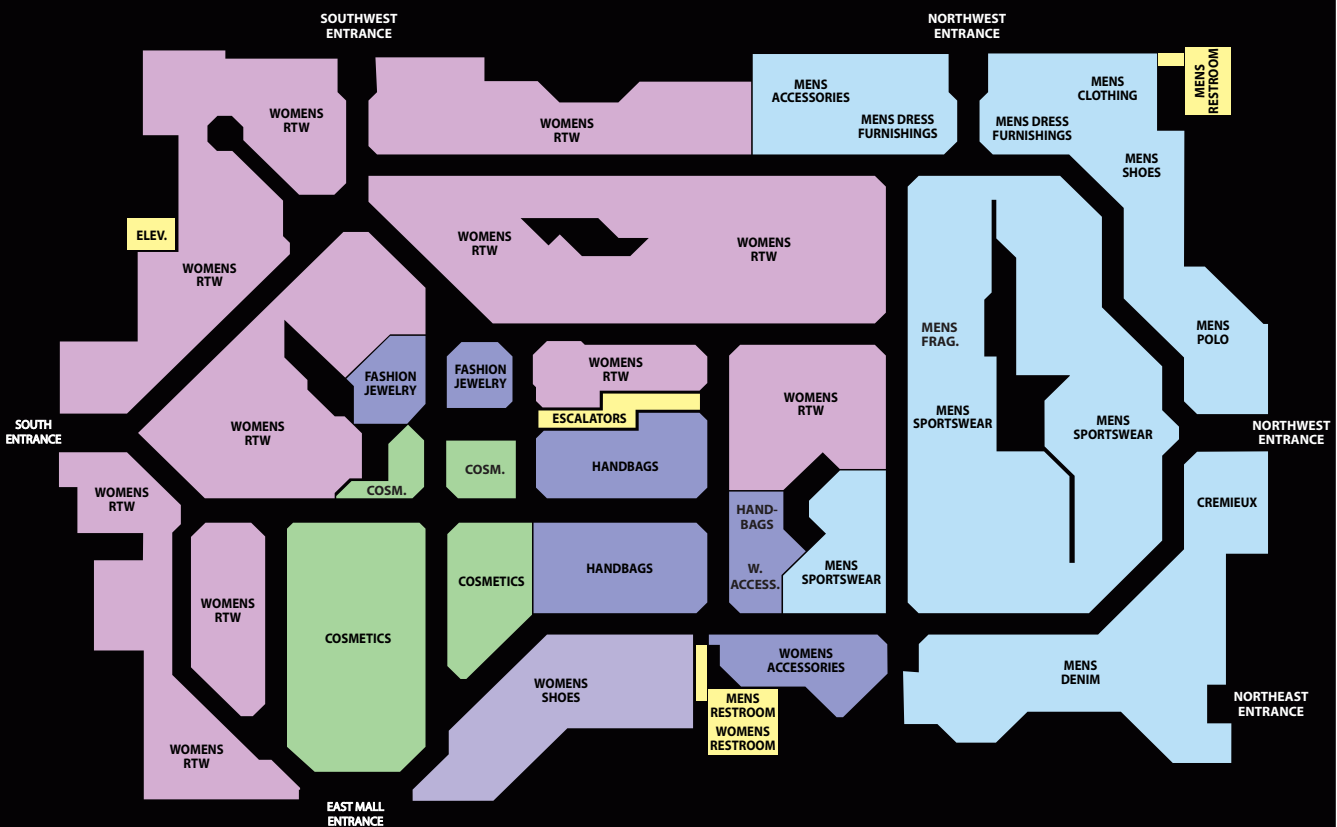 SOUTHWEST
ENTRANCE
NORTHWEST
ENTRANCE
MENS
RESTROOM
MENS
ACCESSORIES
MENS
CLOTHING
WOMENS
RTW
WOMENS
RTW
MENS DRESS
FURNISHINGS
MENS DRESS
FURNISHINGS
MENS
SHOES
ELEV.
WOMENS
RTW
WOMENS
RTW
WOMENS
RTW
MENS
FRAG.
MENS
POLO
FASHION
JEWELRY
FASHION
JEWELRY
WOMENS
RTW
WOMENS
RTW
ESCALATORS
SOUTH
ENTRANCE
WOMENS
RTW
MENS
SPORTSWEAR
MENS
SPORTSWEAR
NORTHWEST
ENTRANCE
COSM.
COSM.
HANDBAGS
WOMENS
RTW
HAND-
BAGS
CREMIEUX
W.
ACCESS.
MENS
SPORTSWEAR
COSMETICS
HANDBAGS
WOMENS
RTW
COSMETICS
WOMENS
SHOES
WOMENS
ACCESSORIES
MENS
DENIM
MENS
RESTROOM
WOMENS
RESTROOM
NORTHEAST
ENTRANCE
WOMENS
RTW
EAST MALL
ENTRANCE